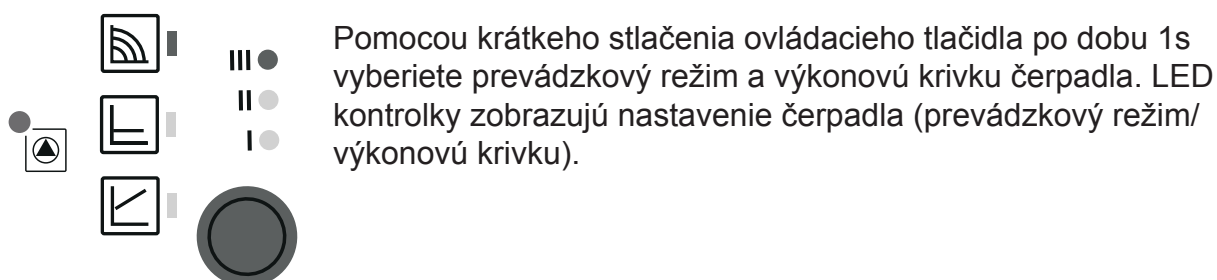 III
II
I
Pomocou krátkeho stlačenia ovládacieho tlačidla po dobu 1s
vyberiete prevádzkový režim a výkonovú krivku čerpadla. LED
kontrolky zobrazujú nastavenie čerpadla (prevádzkový režim/
výkonovú krivku).